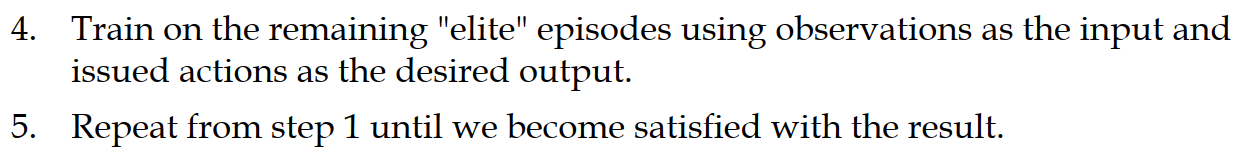 4. Train on the remaining "elite" episodes using observations as the input and
issued actions as the desired output.
5. Repeat from step 1 until we become satisfied with the result.